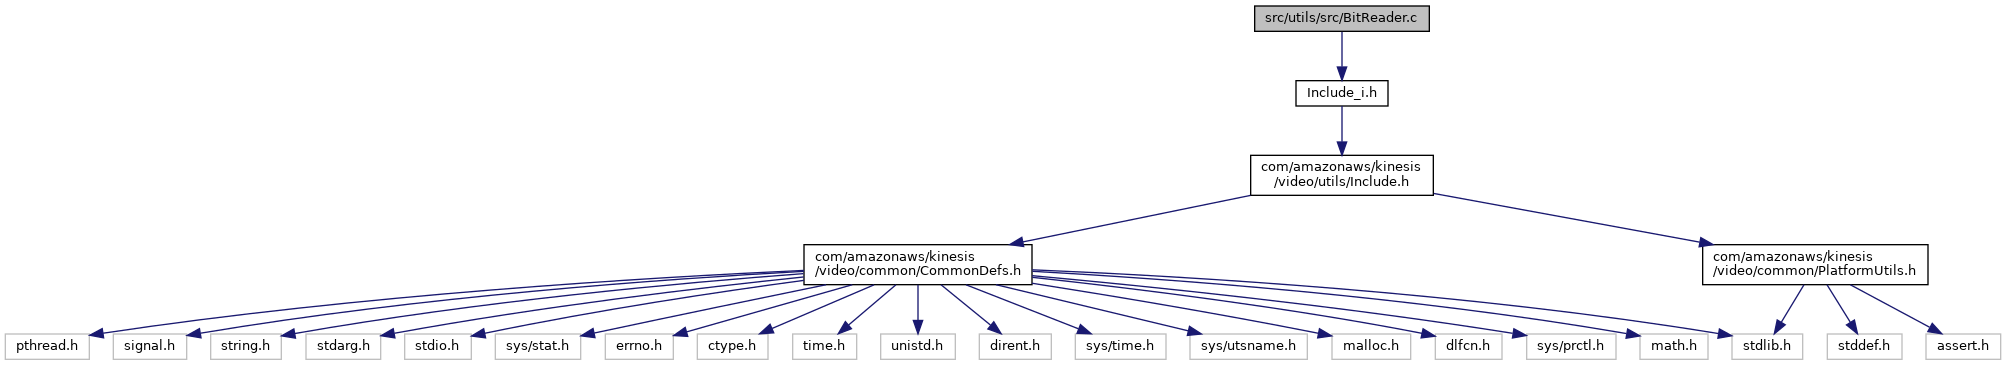 src/utils/src/BitReader.c
Include_i.h
com/amazonaws/kinesis
/video/utils/Include.h
com/amazonaws/kinesis
/video/common/CommonDefs.h
com/amazonaws/kinesis
/video/common/PlatformUtils.h
pthread.h
signal.h
string.h
stdarg.h
stdio.h
sys/stat.h
errno.h
ctype.h
time.h
unistd.h
dirent.h
sys/time.h
sys/utsname.h
malloc.h
dlfcn.h
sys/prctl.h
math.h
stdlib.h
stddef.h
assert.h